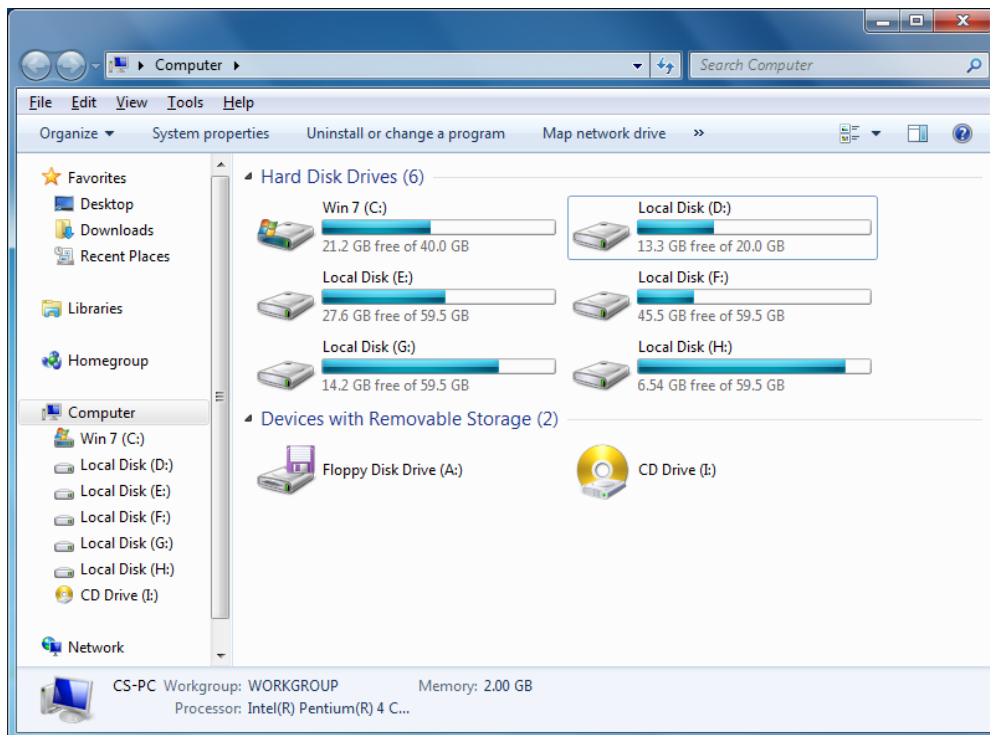 Computer
Search Computer
File Edit View Tools Help
Organize System properties Uninstall or change a program Map network drive »
Favorites
Desktop
Downloads
Recent Places
Libraries
Homegroup
Computer
Win 7 (C:)
Local Disk (D:)
Local Disk (E:)
Local Disk (F:)
Local Disk (G:)
Local Disk (H:)
CD Drive (I:)
Network
Hard Disk Drives (6)
Win 7 (C:)
21.2 GB free of 40.0 GB
Local Disk (D:)
13.3 GB free of 20.0 GB
Local Disk (E:)
27.6 GB free of 59.5 GB
Local Disk (F:)
45.5 GB free of 59.5 GB
Local Disk (G:)
14.2 GB free of 59.5 GB
Local Disk (H:)
6.54 GB free of 59.5 GB
Devices with Removable Storage (2)
Floppy Disk Drive (A:)
CD Drive (I:)
CS-PC Workgroup: WORKGROUP Memory: 2.00 GB
Processor: Intel(R) Pentium(R) 4 C...